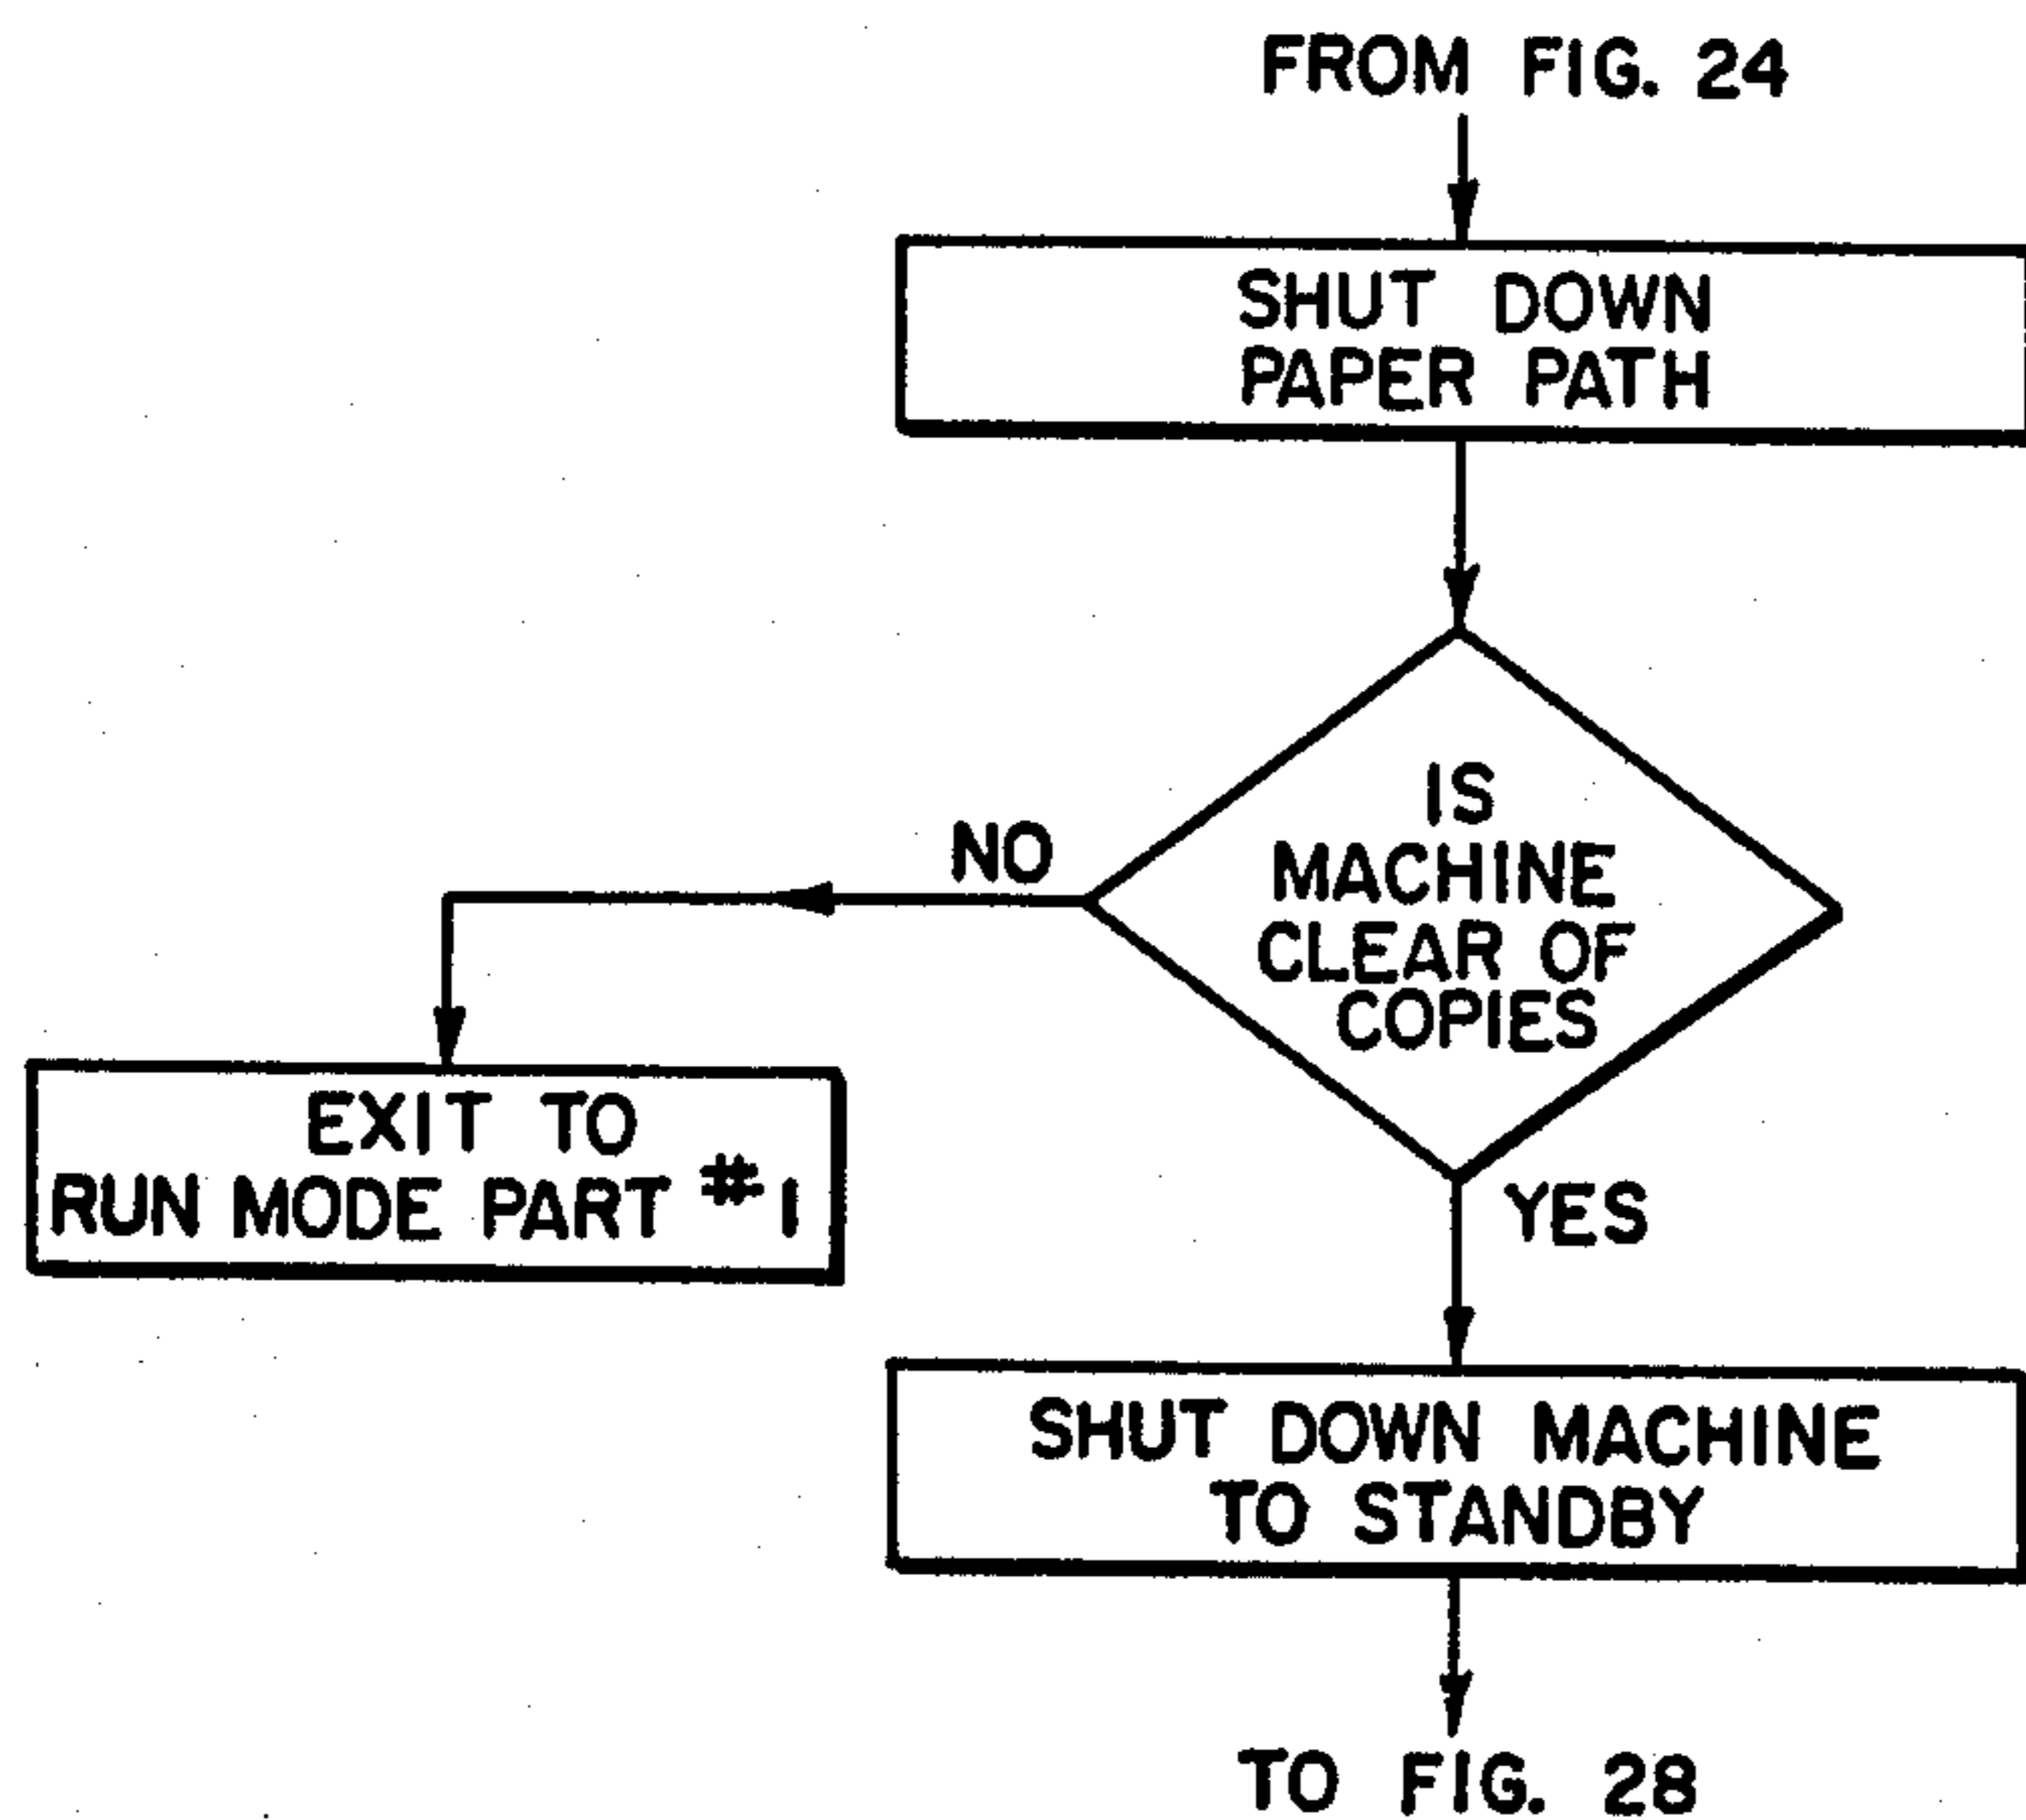 FROM FIG. 24
SHUT DOWN
PAPER PATH
IS
MACHINE
CLEAR OF
COPIES
NO
EXIT TO
RUN MODE PART #1
YES
SHUT DOWN MACHINE
TO STANDBY
TO FIG. 28